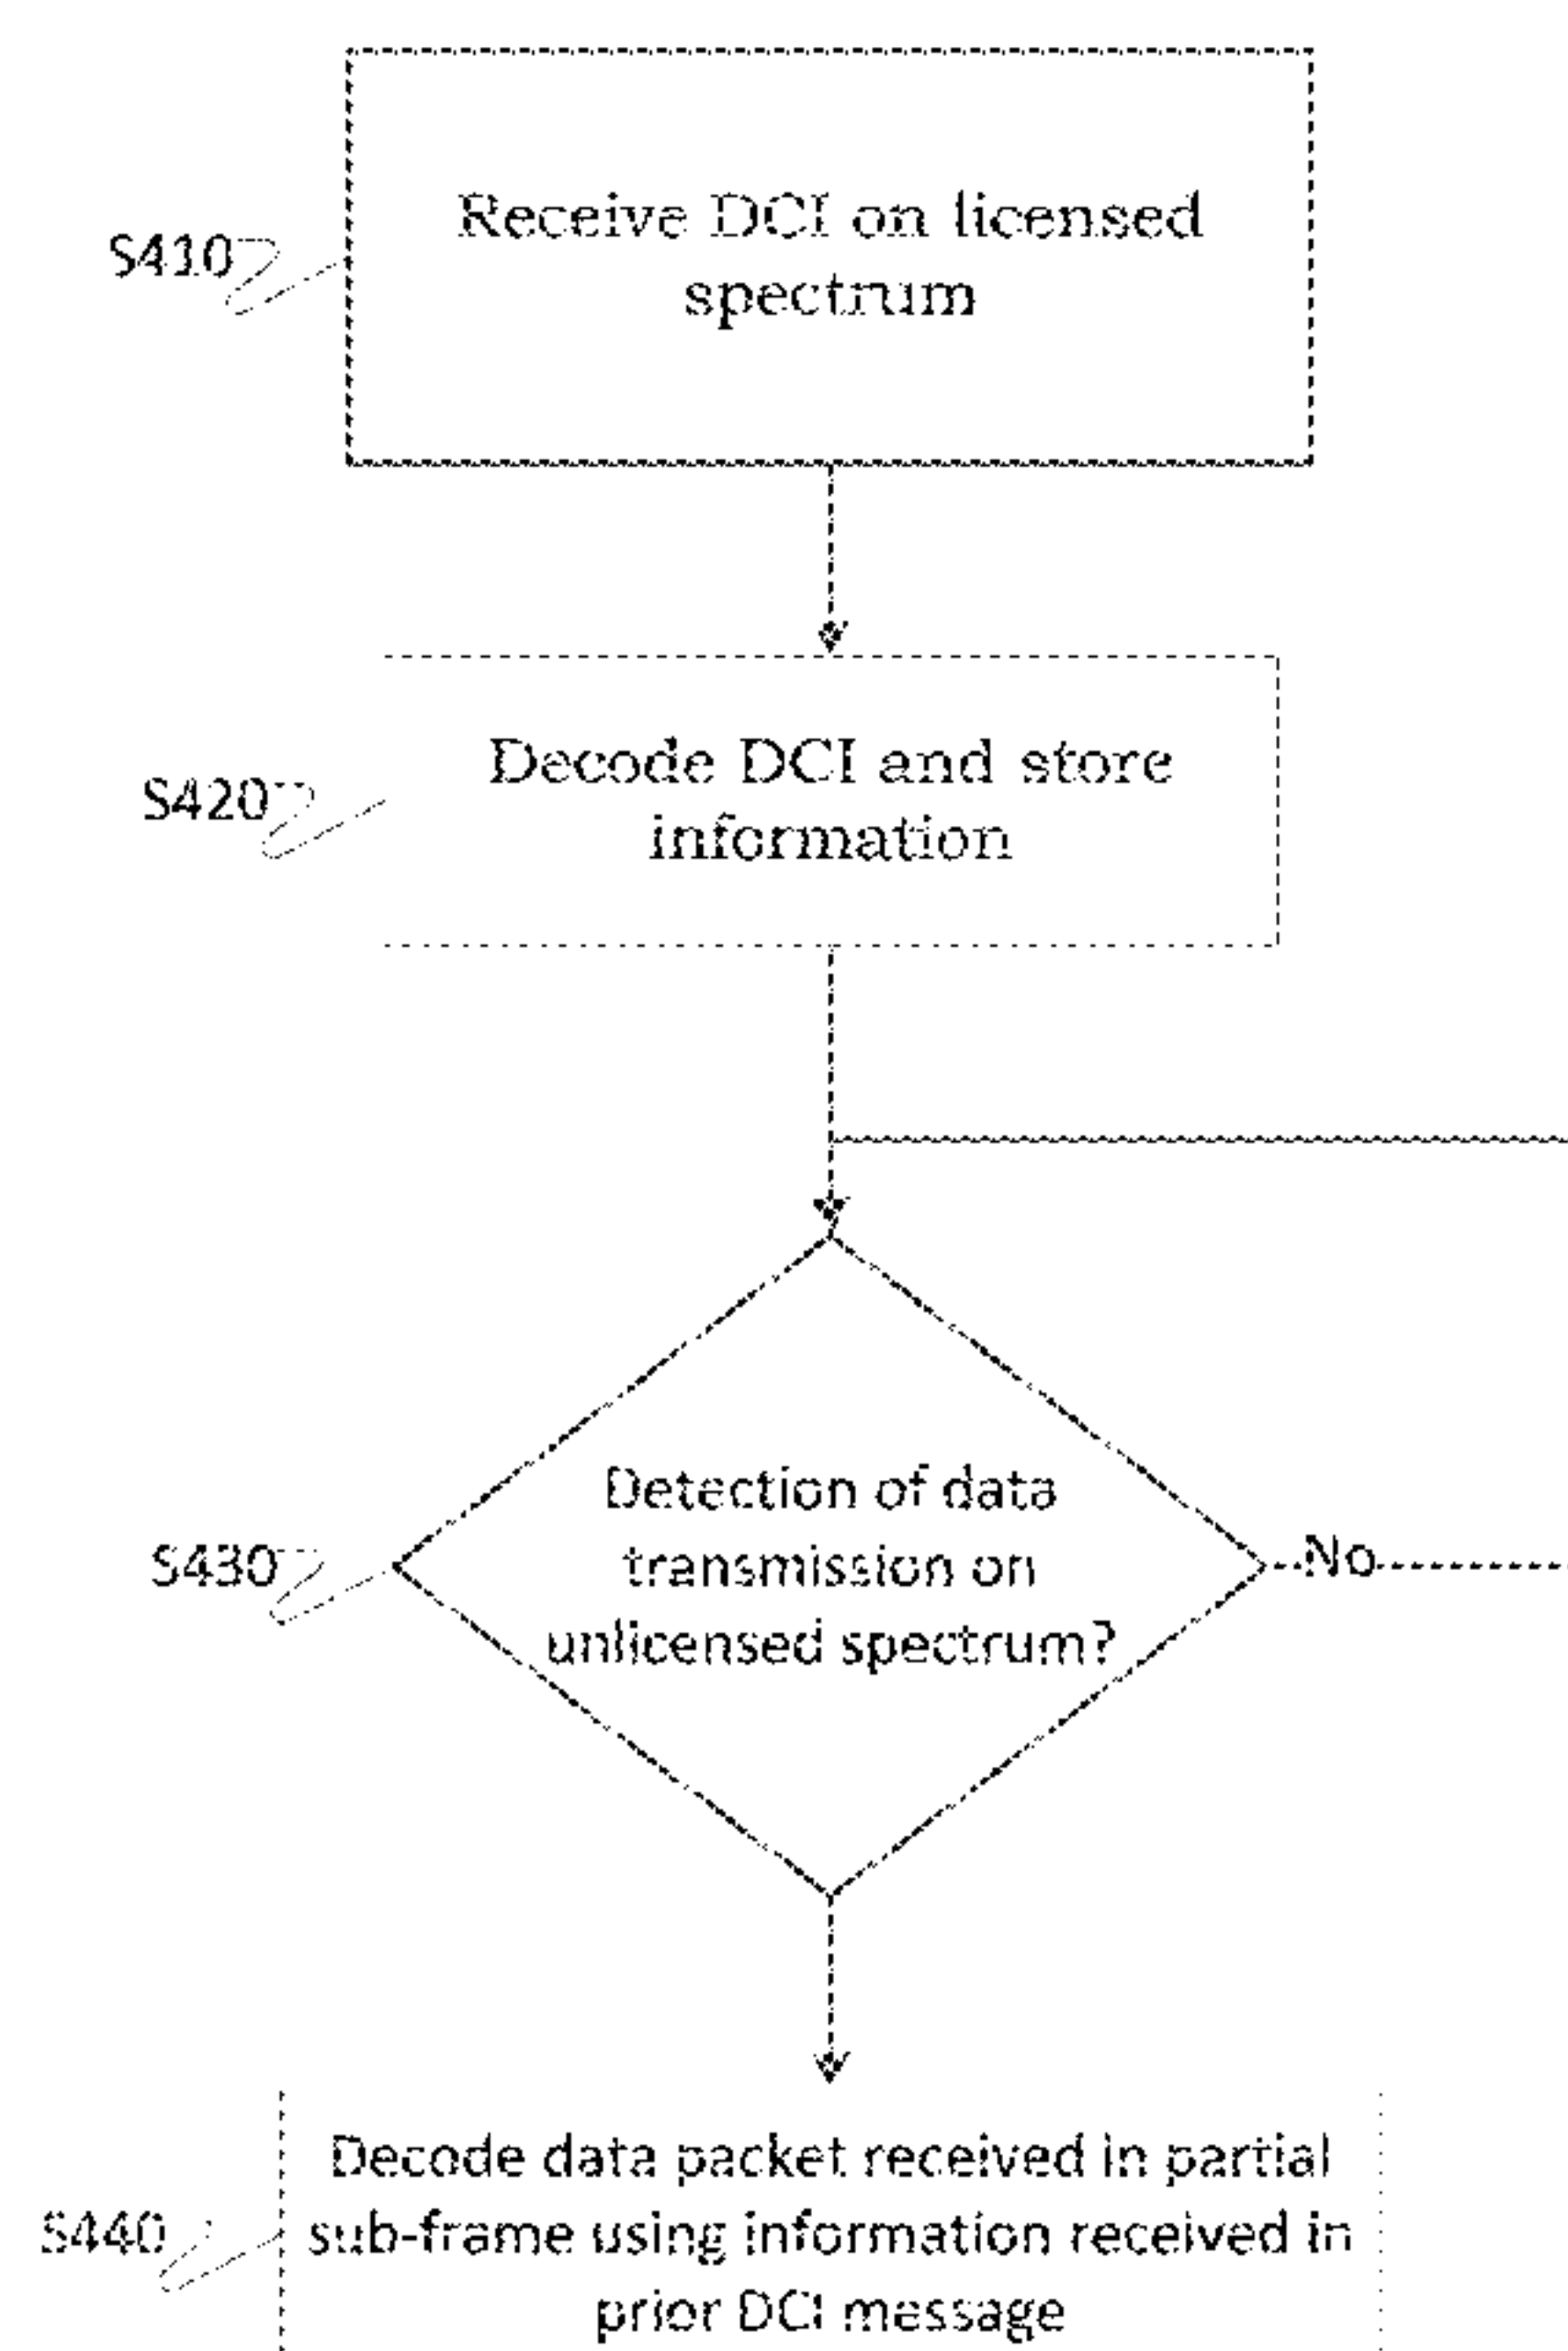 Receive DCI on licensed
spectrum
S410
Decode DCI and store
information
S420
Detection of data
transmission on
unlicensed spectrum?
S430
No
Decode data packet received in partial
sub-frame using information received in
prior DCI message
S440